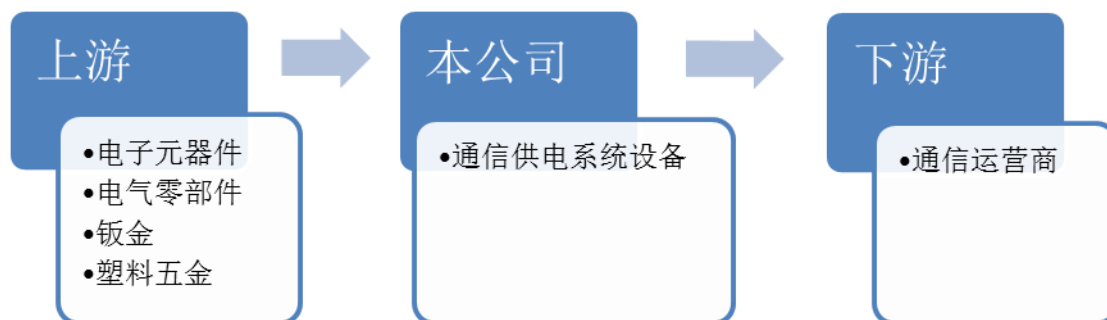 上游
•电子元器件
•电气零部件
•钣金
•塑料五金
本公司
•通信供电系统设备
下游
•通信运营商